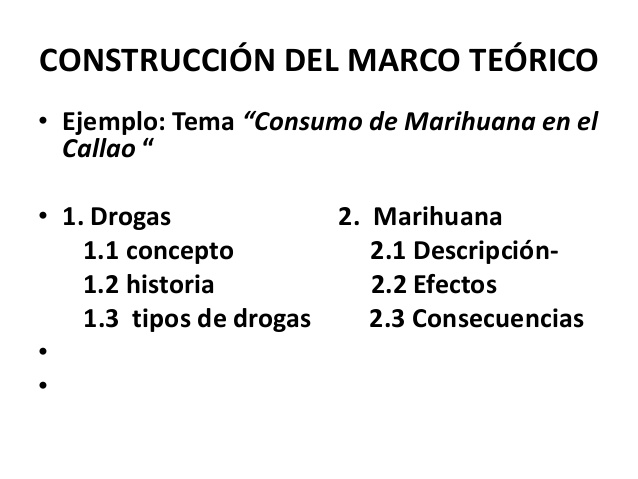 CONSTRUCCIÓN DEL MARCO TEÓRICO
• Ejemplo: Tema “Consumo de Marihuana en el
Callao “
• 1. Drogas 2. Marihuana
1.1 concepto 2.1 Descripción-
1.2 historia 2.2 Efectos
1.3 tipos de drogas 2.3 Consecuencias
•
•